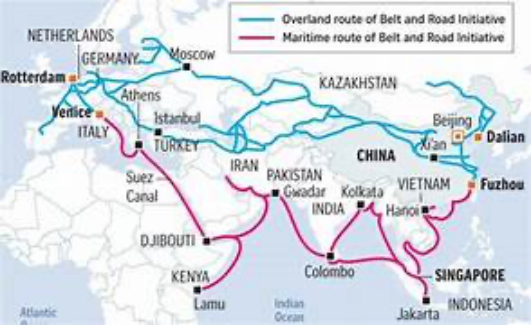 Overland route of Belt and Road Initiative
Maritime route of Belt and Road Initiative
NETHERLANDS
GERMANY
Moscow
Rotterdam
KAZAKHSTAN
Athens
Venice
Istanbul
Beijing
ITALY
TURKEY
Dalian
Xi'an
CHINA
IRAN
PAKISTAN
Suez
Canal
Gwadar
Kolkata
VIETNAM
Fuzhou
INDIA
Hanoi
DJIBOUTI
Colombo
SINGAPORE
KENYA
Lamu
Indian
Ocean
Jakarta
INDONESIA
Atlantic